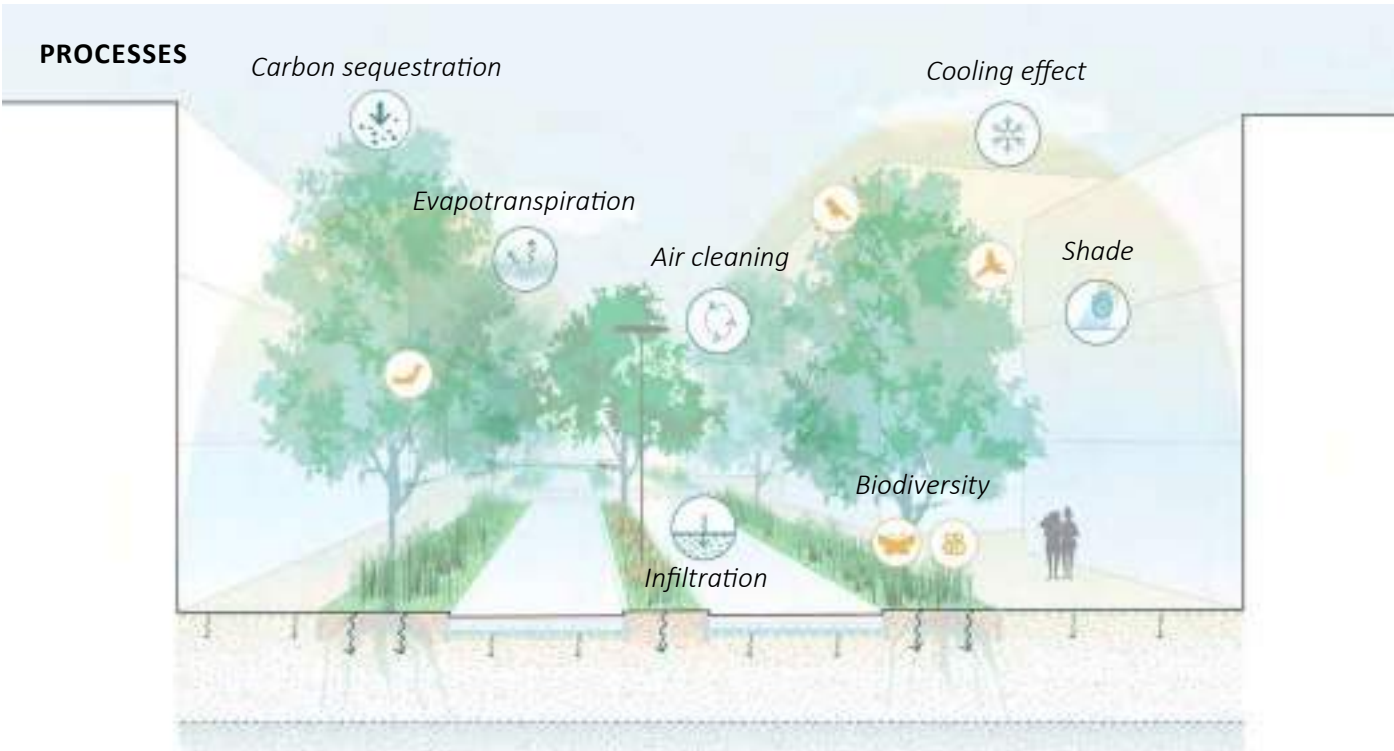 PROCESSES
Carbon sequestration
Cooling effect
Evapotranspiration
Air cleaning
Shade
Biodiversity
Infiltration